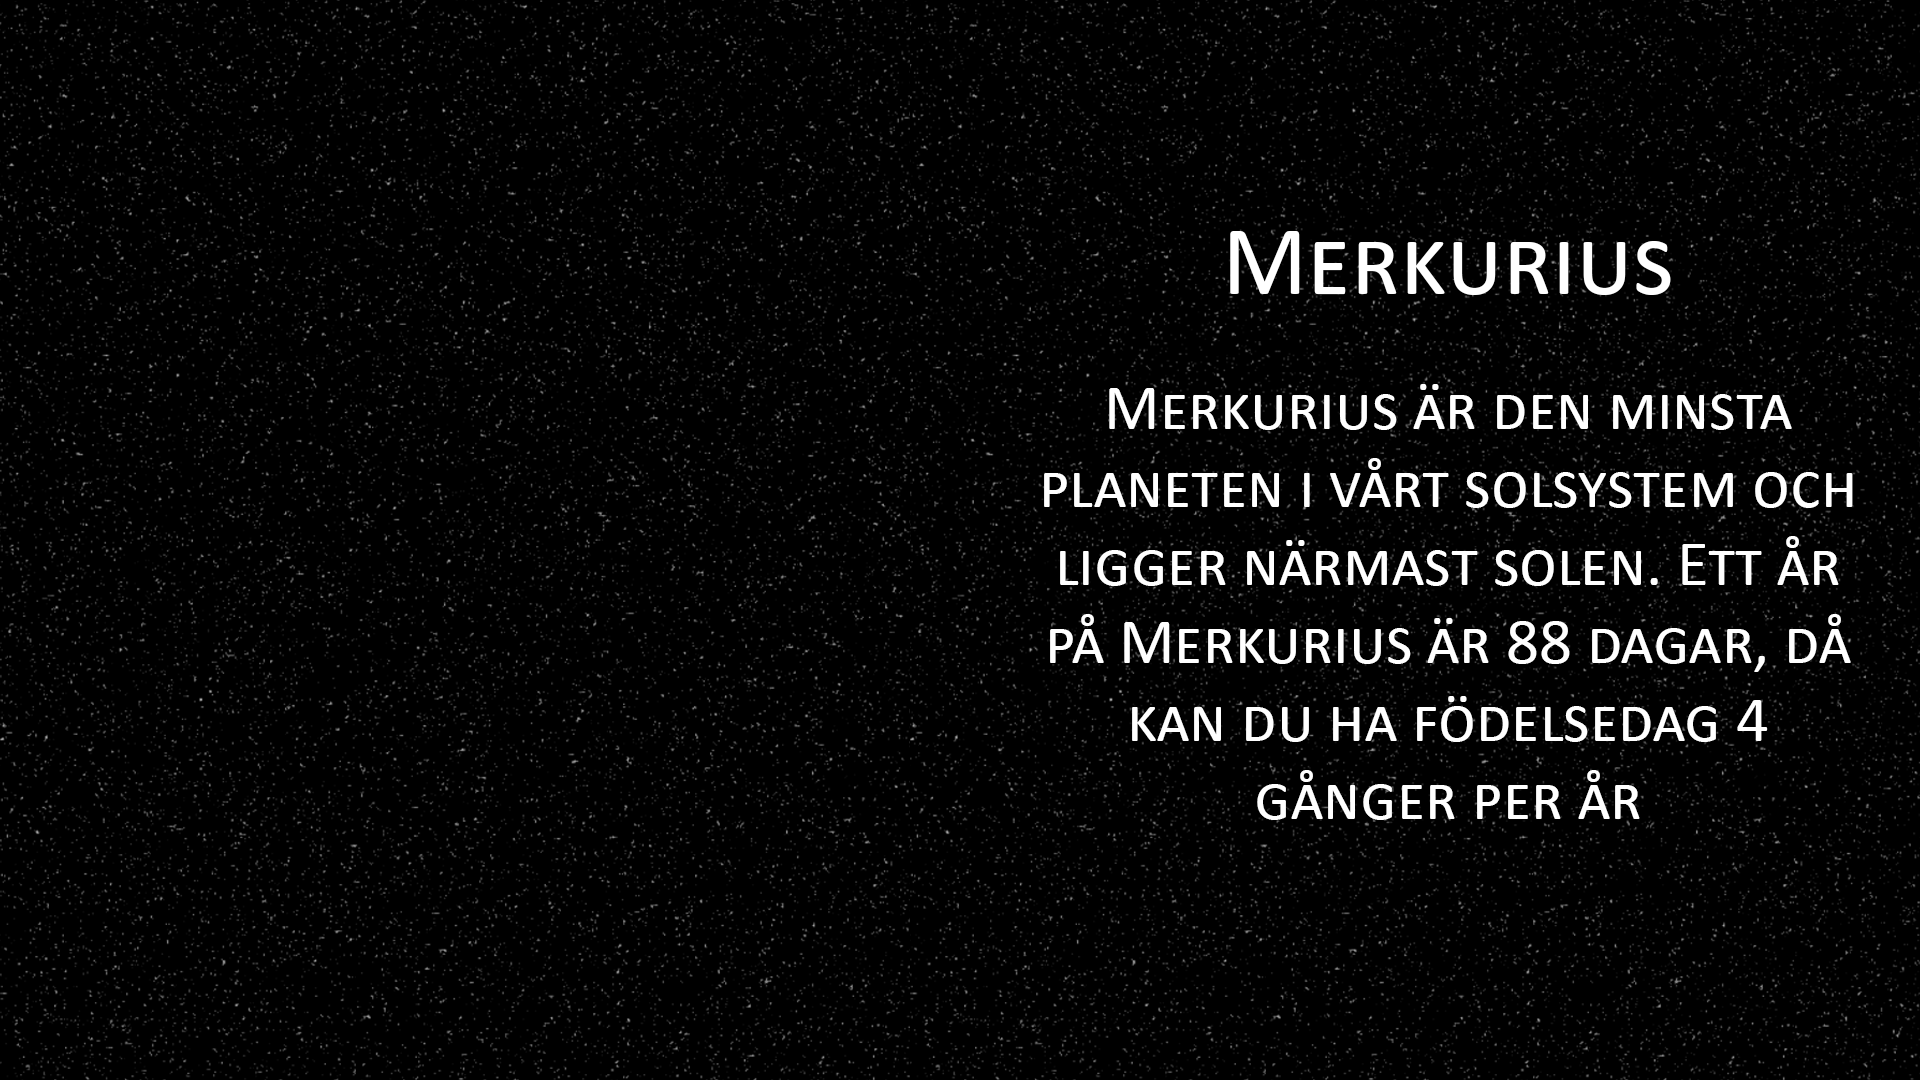 Merkurius
Merkurius är den minsta
planeten i vårt solsystem och
ligger närmast solen. Ett år
på Merkurius är 88 dagar, då
kan du ha födelsedag 4
gånger per år